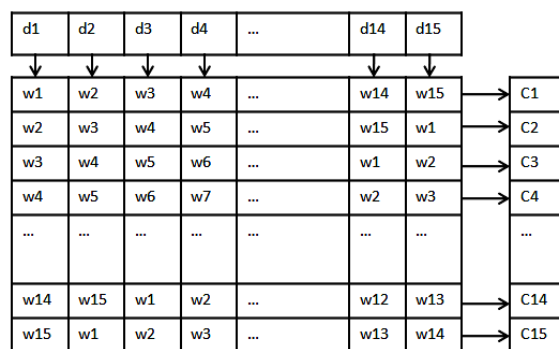 d1 d2 d3 d4 ... d14 d15
w1 w2 w3 w4 ... w14 w15 C1
w2 w3 w4 w5 ... w15 w1 C2
w3 w4 w5 w6 ... w1 w2 C3
w4 w5 w6 w7 ... w2 w3 C4
... ... ... ... ... ... ... ...
w14 w15 w1 w2 ... w12 w13 C14
w15 w1 w2 w3 ... w13 w14 C15